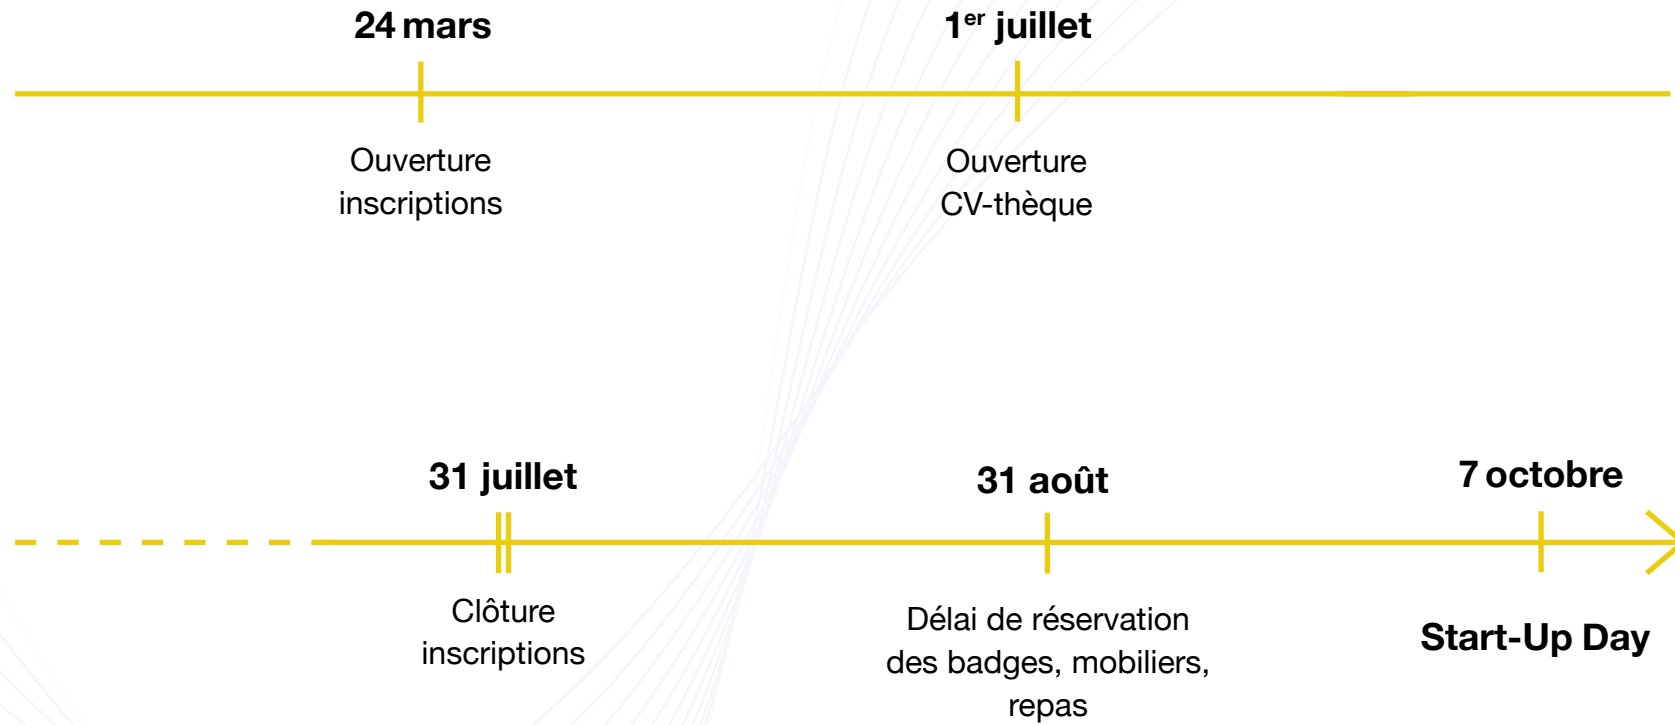 24 mars
1er juillet
Ouverture
inscriptions
Ouverture
CV-thèque
31 juillet
31 août
7 octobre
Clôture
inscriptions
Délai de réservation
des badges, mobiliers,
repas
Start-Up Day